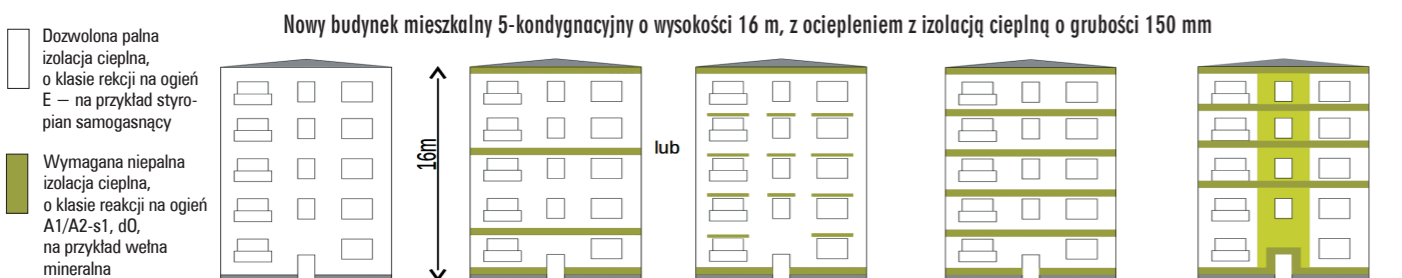 Nowy budynek mieszkalny 5-kondygnacyjny o wysokości 16 m, z ociepleniem z izolacją cieplną o grubości 150 mm
Dozwolona palna
izolacja cieplna,
o klasie rekcji na ogień
E – na przykład styro-
pian samogasnący
Wymagana niepalna
izolacja cieplna,
o klasie reakcji na ogień
A1/A2-s1, d0,
na przykład wełna
mineralna
16m
lub